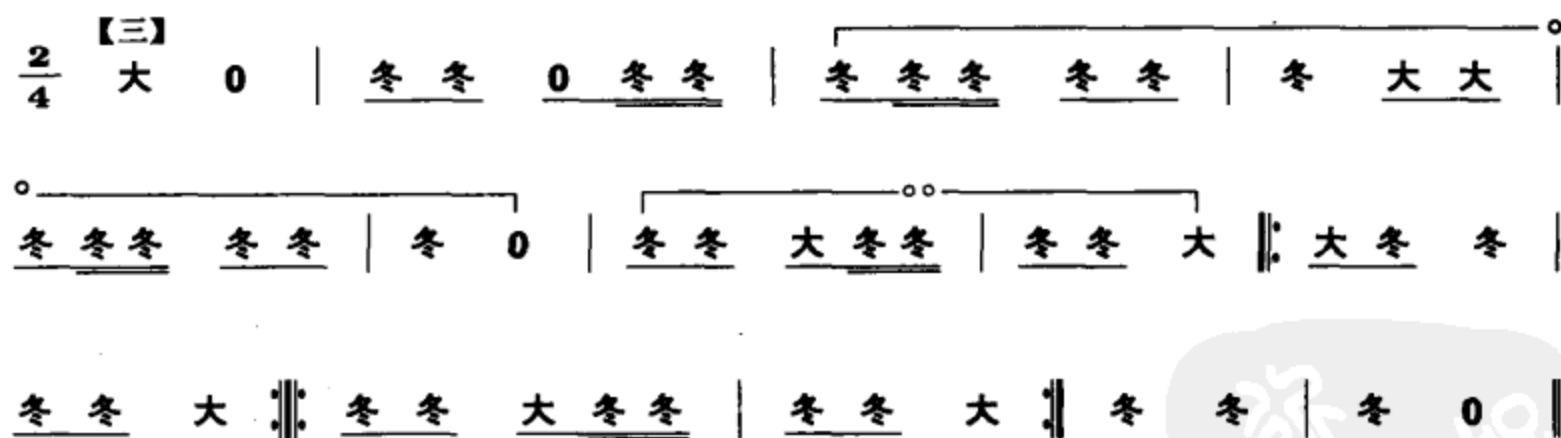 【三】
2/4 大 0 | 冬 冬 0 冬 冬 | 冬 冬 冬 冬 冬 | 冬 大 大 |
冬 冬 冬 冬 冬 | 冬 0 | 冬 冬 大 冬 冬 | 冬 冬 大 ‖: 大 冬 冬 |
冬 冬 大 :‖: 冬 冬 大 冬 冬 | 冬 冬 大 :‖ 冬 冬 | 冬 0 ‖